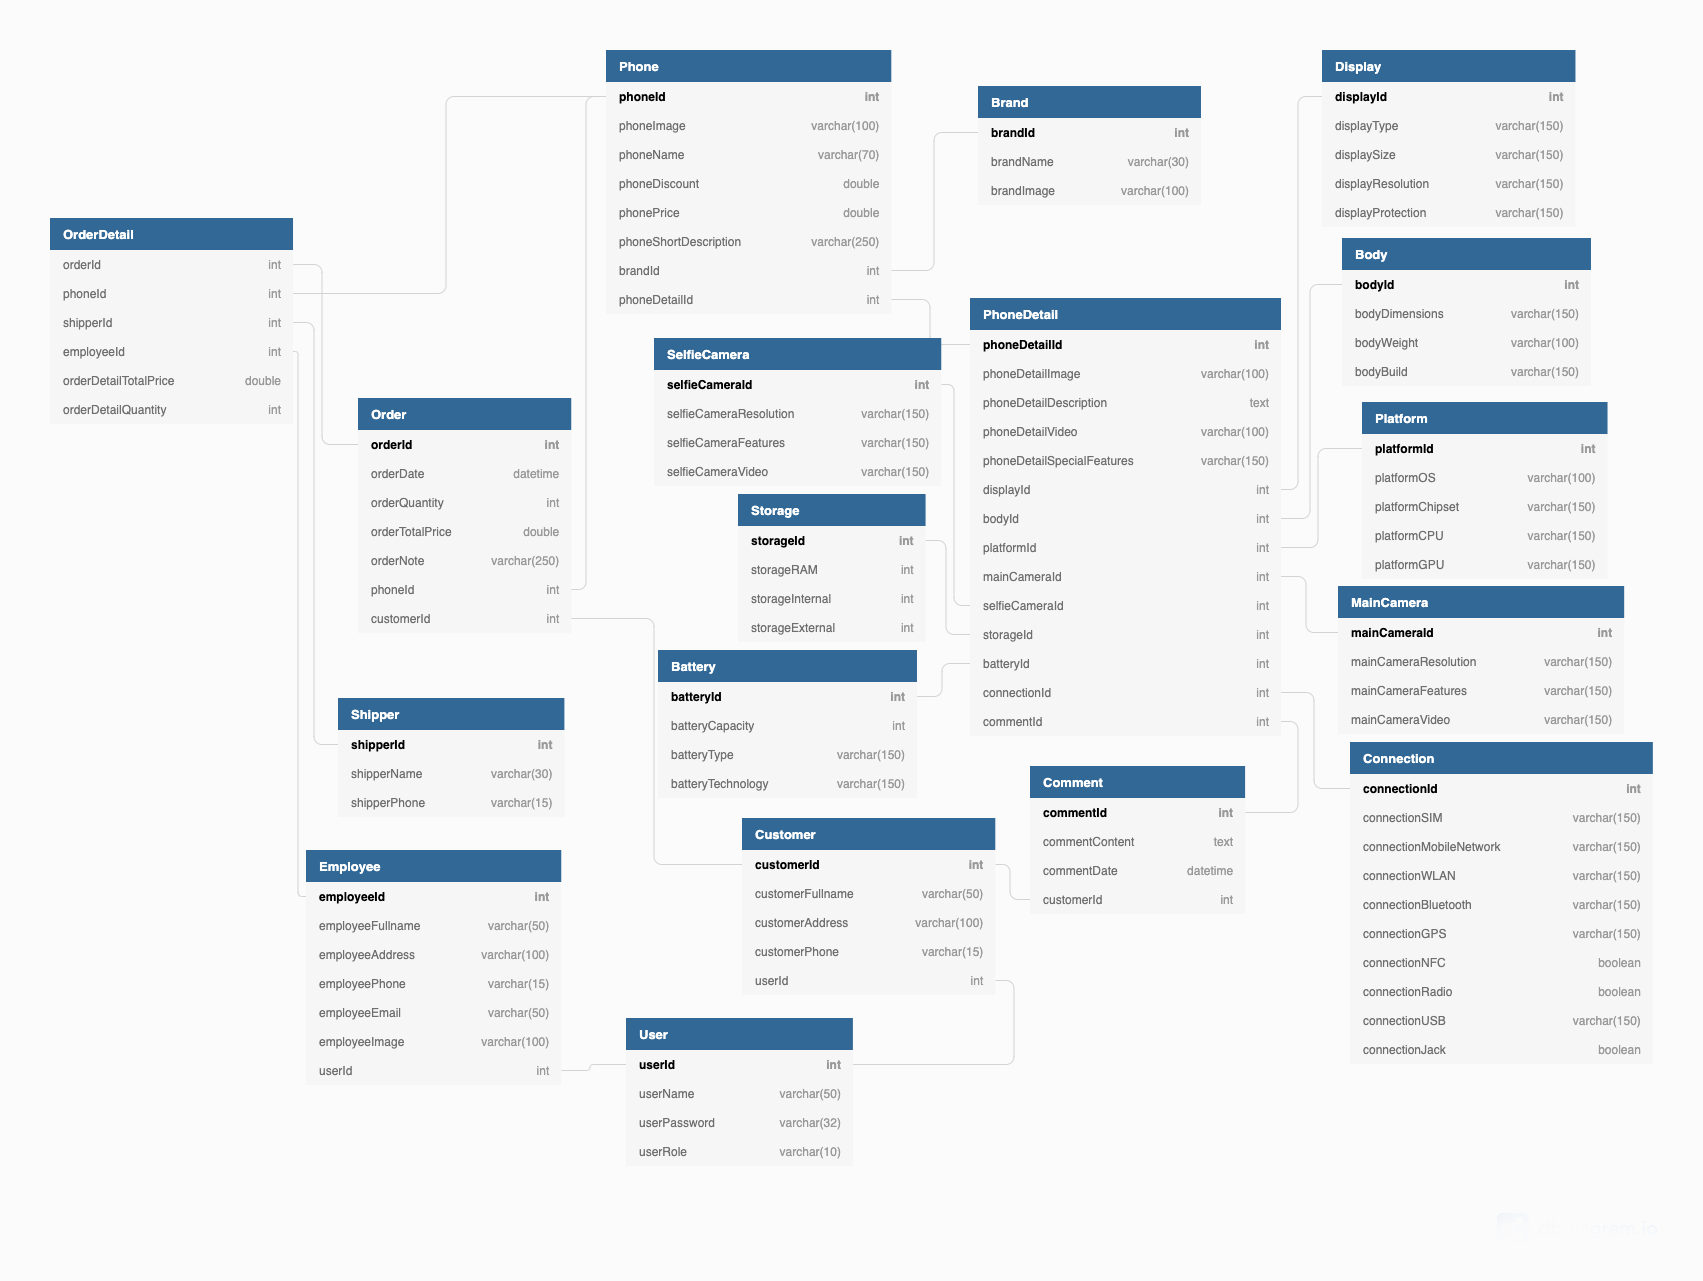 Phone
phoneId int
phoneImage varchar(100)
phoneName varchar(70)
phoneDiscount double
phonePrice double
phoneShortDescription varchar(250)
brandId int
phoneDetailId int
Brand
brandId int
brandName varchar(30)
brandImage varchar(100)
Display
displayId int
displayType varchar(150)
displaySize varchar(150)
displayResolution varchar(150)
displayProtection varchar(150)
OrderDetail
orderId int
phoneId int
shipperId int
employeeId int
orderDetailTotalPrice double
orderDetailQuantity int
Body
bodyId int
bodyDimensions varchar(150)
bodyWeight varchar(100)
bodyBuild varchar(150)
PhoneDetail
phoneDetailId int
phoneDetailImage varchar(100)
phoneDetailDescription text
phoneDetailVideo varchar(100)
phoneDetailSpecialFeatures varchar(150)
displayId int
bodyId int
platformId int
mainCameraId int
selfieCameraId int
storageId int
batteryId int
connectionId int
commentId int
SelfieCamera
selfieCameraId int
selfieCameraResolution varchar(150)
selfieCameraFeatures varchar(150)
selfieCameraVideo varchar(150)
Order
orderId int
orderDate datetime
orderQuantity int
orderTotalPrice double
orderNote varchar(250)
phoneId int
customerId int
Platform
platformId int
platformOS varchar(100)
platformChipset varchar(150)
platformCPU varchar(150)
platformGPU varchar(150)
Storage
storageId int
storageRAM int
storageInternal int
storageExternal int
MainCamera
mainCameraId int
mainCameraResolution varchar(150)
mainCameraFeatures varchar(150)
mainCameraVideo varchar(150)
Battery
batteryId int
batteryCapacity int
batteryType varchar(150)
batteryTechnology varchar(150)
Shipper
shipperId int
shipperName varchar(30)
shipperPhone varchar(15)
Connection
connectionId int
connectionSIM varchar(150)
connectionMobileNetwork varchar(150)
connectionWLAN varchar(150)
connectionBluetooth varchar(150)
connectionGPS varchar(150)
connectionNFC boolean
connectionRadio boolean
connectionUSB varchar(150)
connectionJack boolean
Comment
commentId int
commentContent text
commentDate datetime
customerId int
Customer
customerId int
customerFullname varchar(50)
customerAddress varchar(100)
customerPhone varchar(15)
userId int
Employee
employeeId int
employeeFullname varchar(50)
employeeAddress varchar(100)
employeePhone varchar(15)
employeeEmail varchar(50)
employeeImage varchar(100)
userId int
User
userId int
userName varchar(50)
userPassword varchar(32)
userRole varchar(10)